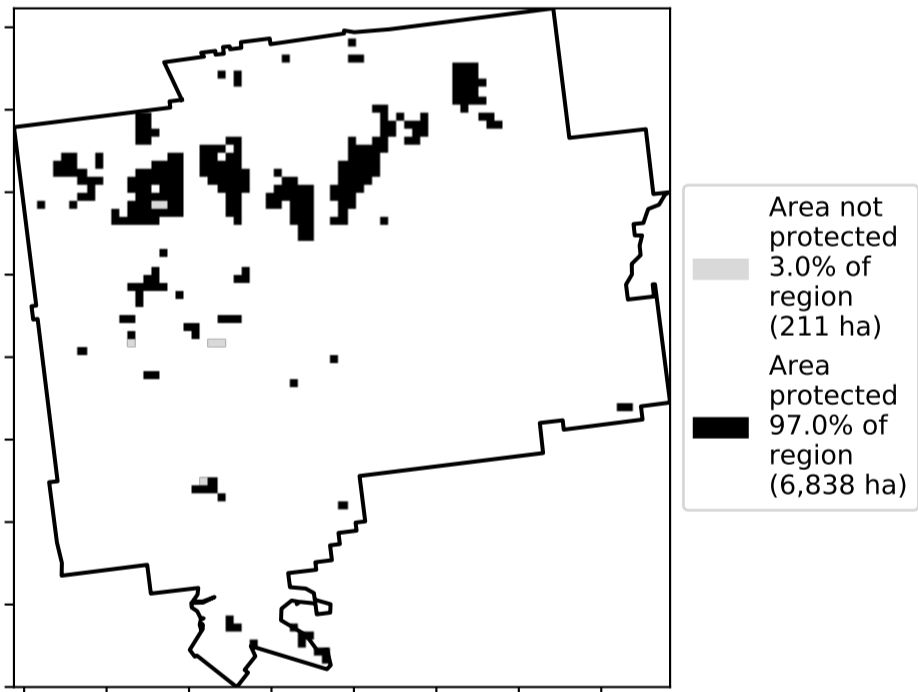 Area not
protected
3.0% of
region
(211 ha)
Area
protected
97.0% of
region
(6,838 ha)